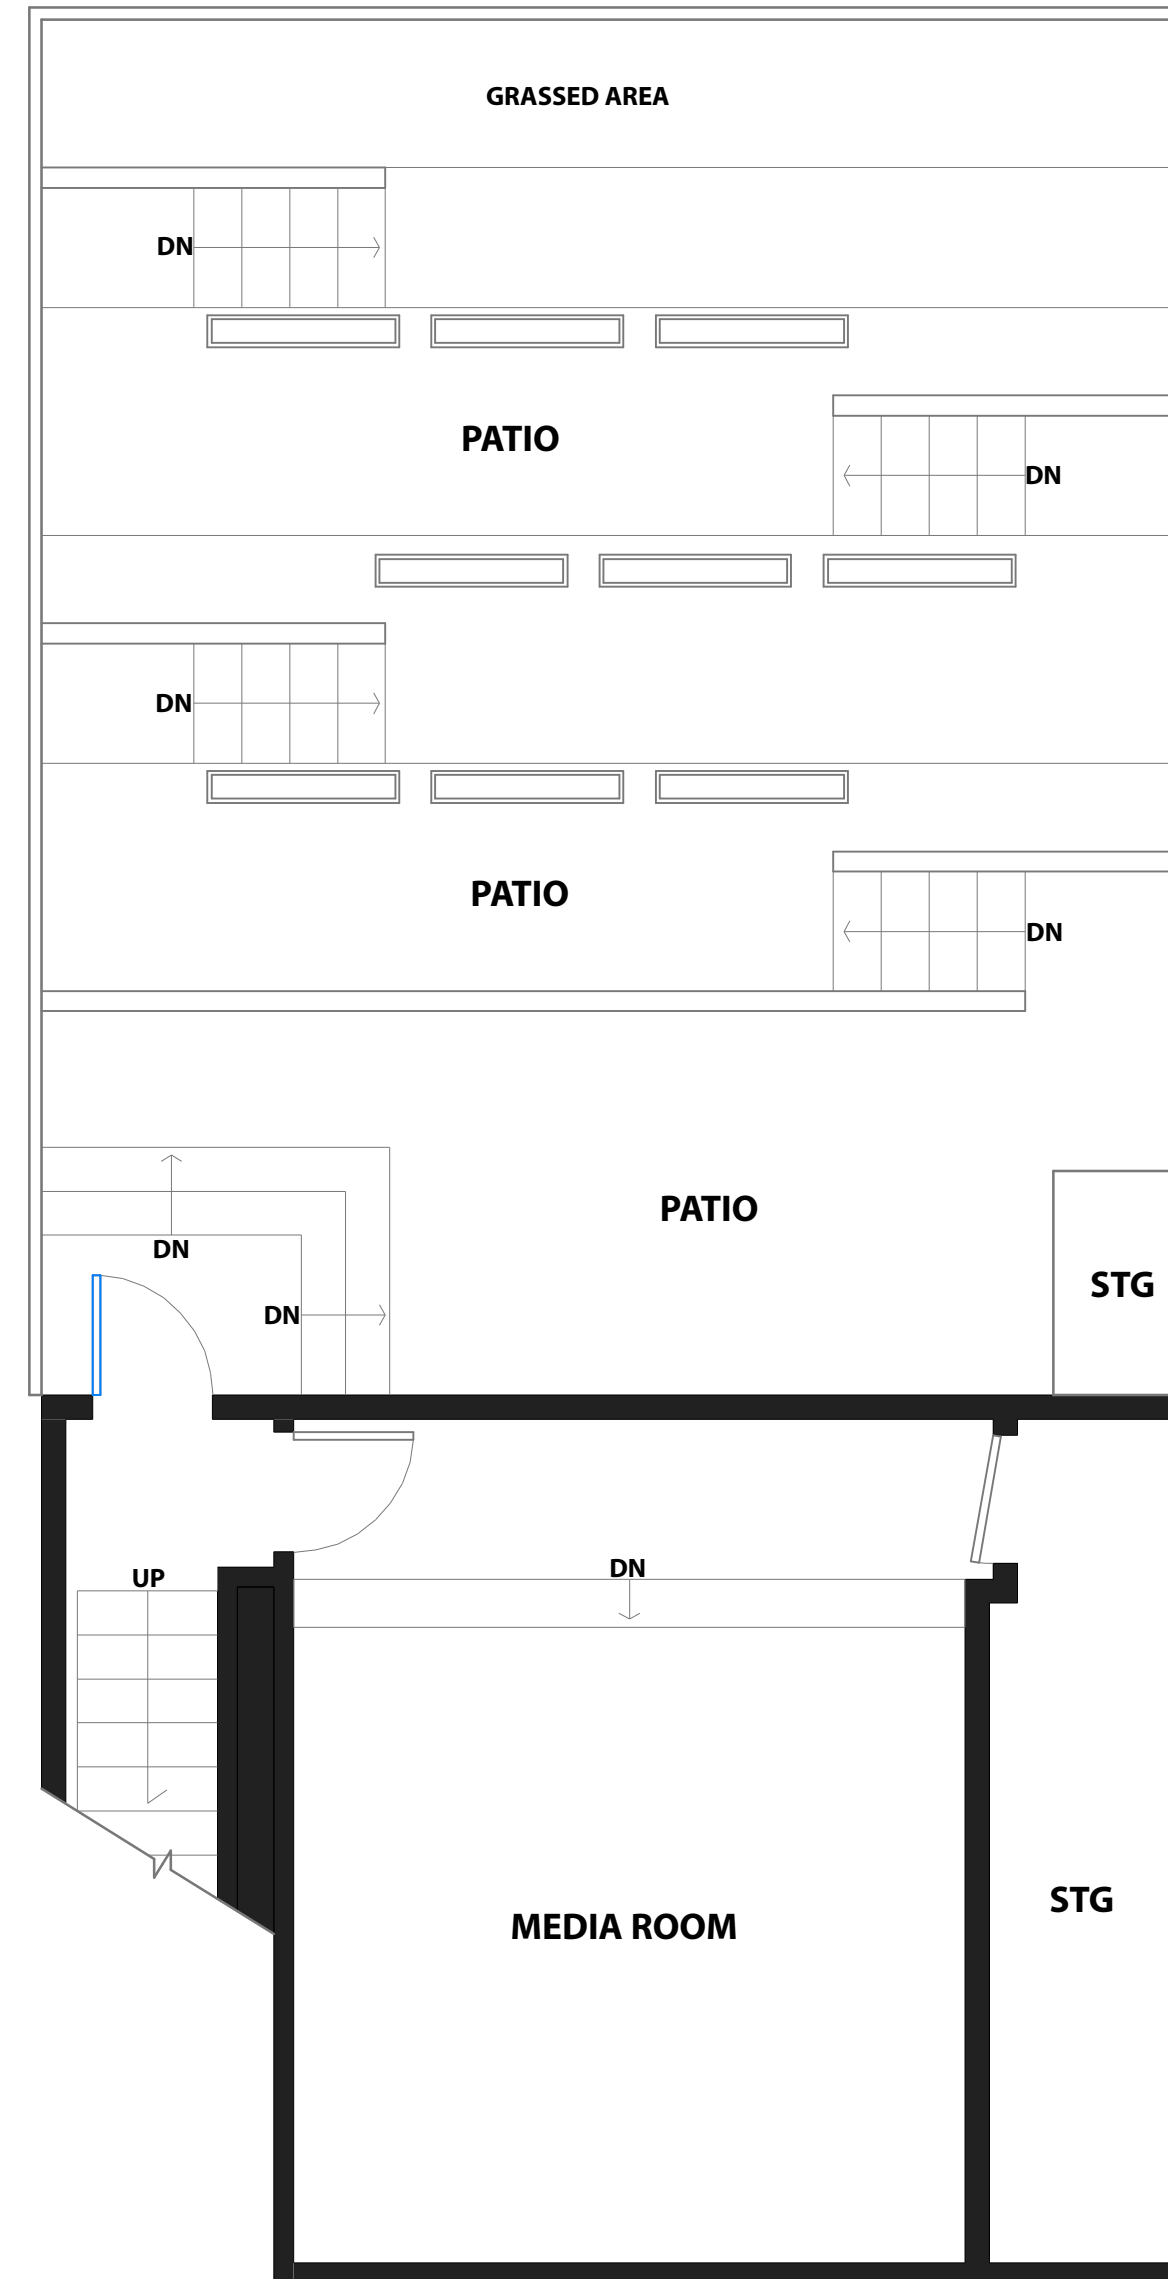 GRASSED AREA
DN
PATIO
DN
DN
PATIO
DN
PATIO
DN
STG
DN
UP
DN
STG
MEDIA ROOM